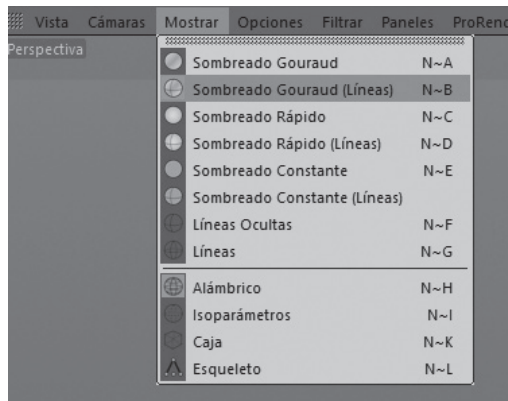 Vista Cámaras Mostrar Opciones Filtrar Paneles ProRend
Perspectiva
Sombreado Gouraud N~A
Sombreado Gouraud (Líneas) N~B
Sombreado Rápido N~C
Sombreado Rápido (Líneas) N~D
Sombreado Constante N~E
Sombreado Constante (Líneas)
Líneas Ocultas N~F
Líneas N~G
Alámbrico N~H
Isoparámetros N~I
Caja N~K
Esqueleto N~L